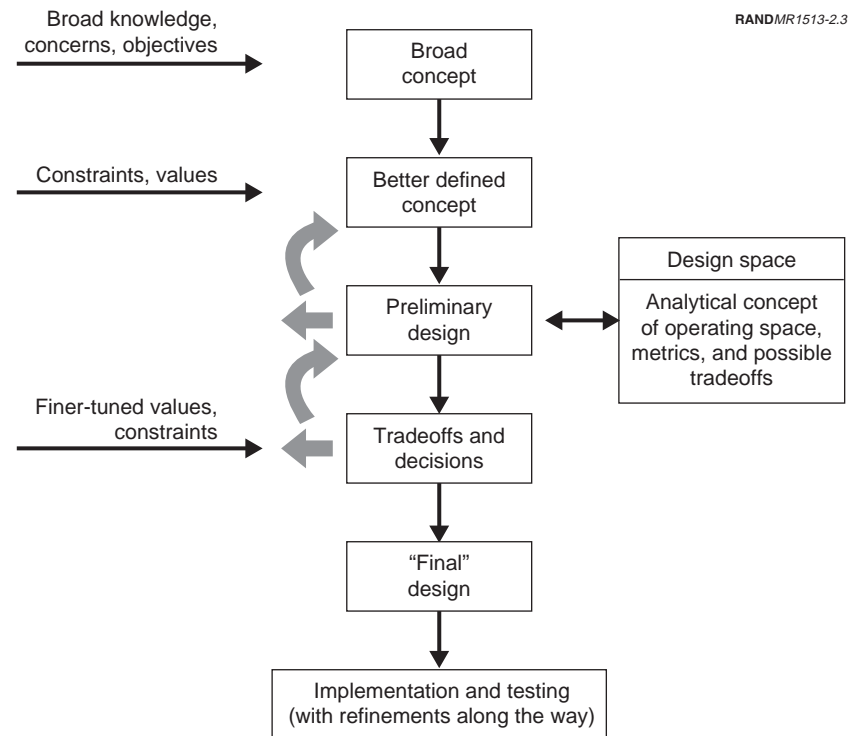 Broad knowledge,
concerns, objectives
RANDMR1513-2.3
Broad
concept
Constraints, values
Better defined
concept
Design space
Preliminary
design
Analytical concept
of operating space,
metrics, and possible
tradeoffs
Finer-tuned values,
constraints
Tradeoffs and
decisions
“Final”
design
Implementation and testing
(with refinements along the way)